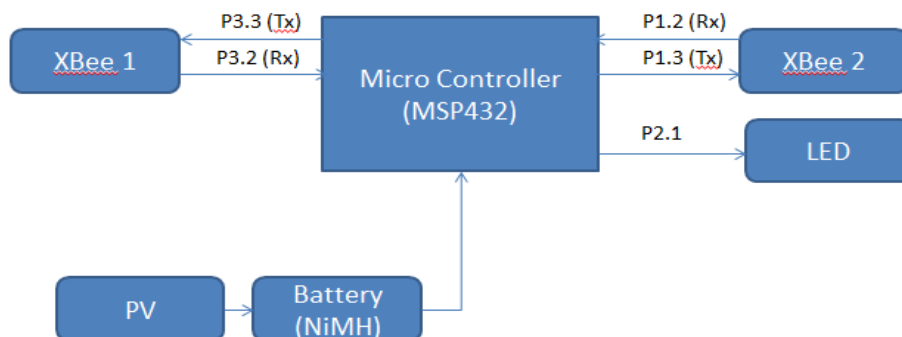 P3.3 (Tx)
P1.2 (Rx)
XBee 1
P3.2 (Rx)
Micro Controller
(MSP432)
P1.3 (Tx)
XBee 2
P2.1
LED
PV
Battery
(NiMH)